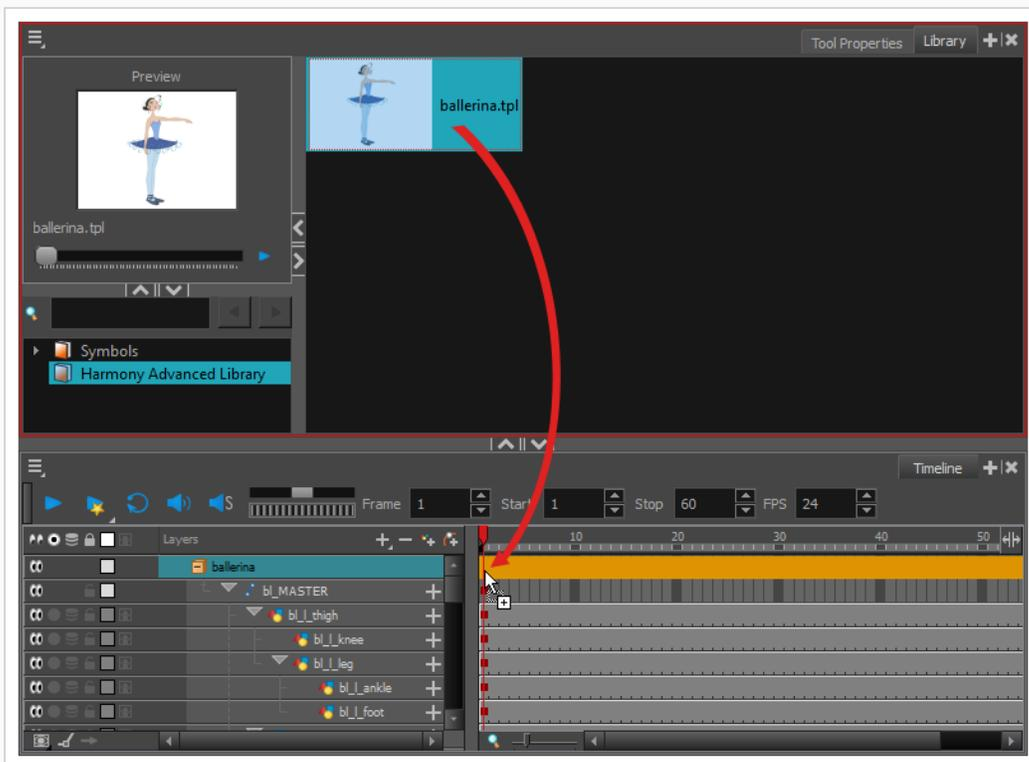 Tool Properties
Library
Preview
ballerina.tpl
ballerina.tpl
Symbols
Harmony Advanced Library
Timeline
S
Frame 1 Start 1 Stop 60 FPS 24
Layers
10 20 30 40 50
ballerina
bl_MASTER
bl_l_thigh
bl_l_knee
bl_l_leg
bl_l_ankle
bl_l_foot